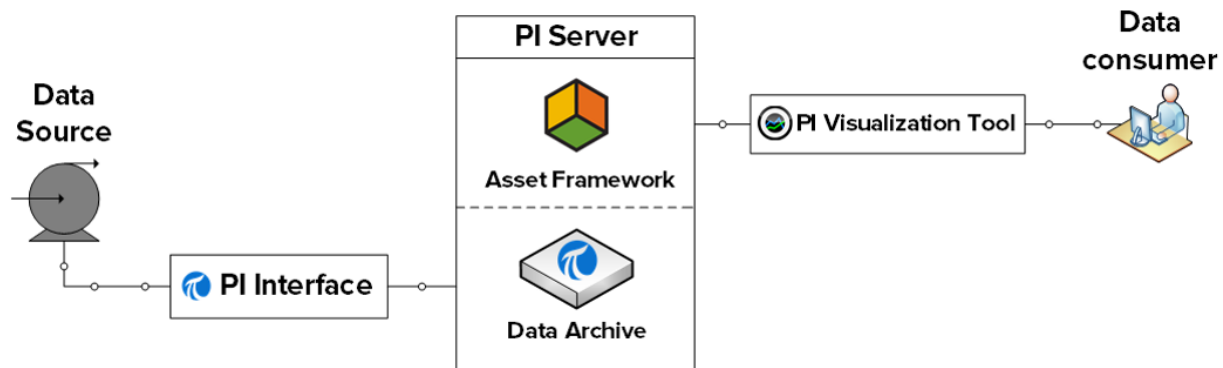 Data
Source
PI Interface
PI Server
Asset Framework
Data Archive
PI Visualization Tool
Data
consumer